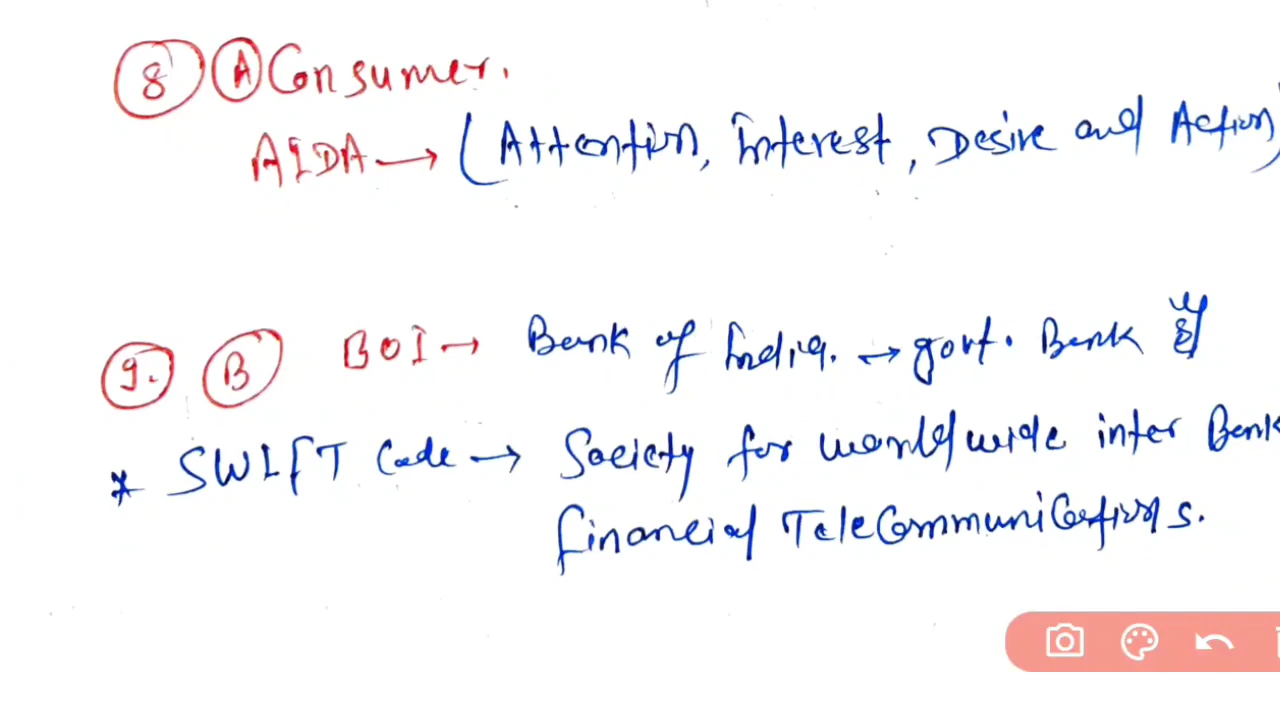 8 A Consumer.
AIDA → (Attention, Interest, Desire and Action)
9. B BOI → Bank of India. → govt. Bank
* SWIFT Code → Society for worldwide inter Bank
financial TeleCommunications.